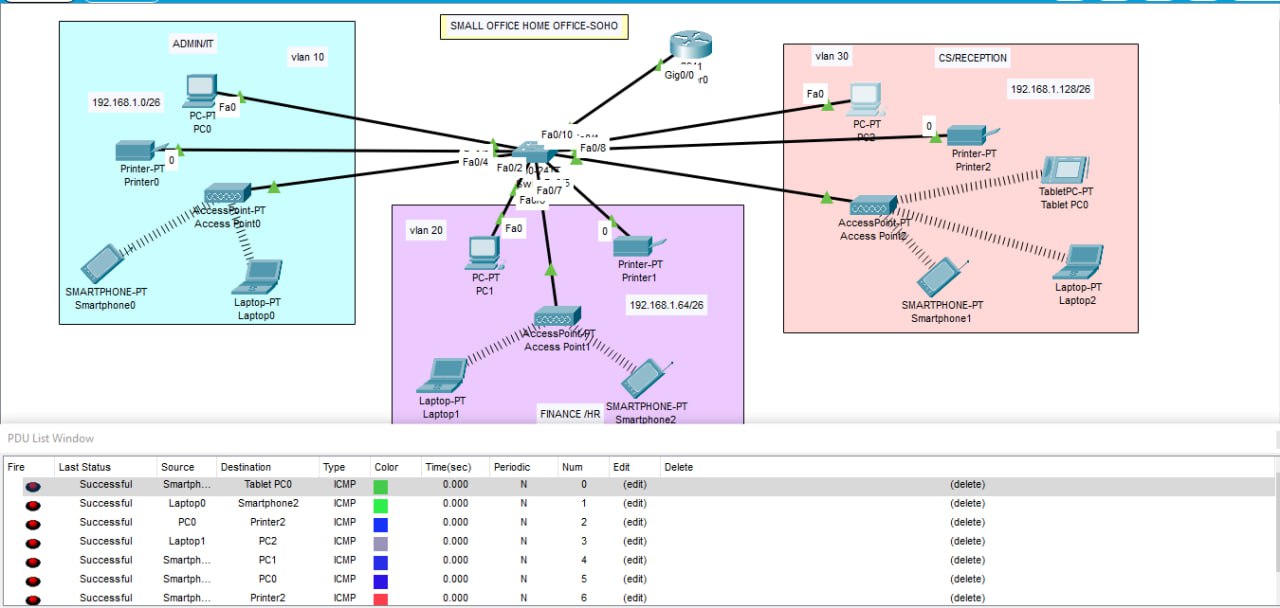 SMALL OFFICE HOME OFFICE-SOHO
ADMIN/IT
vlan 10
192.168.1.0/26
PC-PT
PC0
Fa0
Printer-PT
Printer0
0
AccessPoint-PT
Access Point0
SMARTPHONE-PT
Smartphone0
Laptop-PT
Laptop0
Gig0/0
Fa0/10
Fa0/8
Fa0/4
Fa0/2
Fa0/7
vlan 20
Fa0
PC-PT
PC1
0
Printer-PT
Printer1
192.168.1.64/26
AccessPoint-PT
Access Point1
Laptop-PT
Laptop1
FINANCE /HR
SMARTPHONE-PT
Smartphone2
vlan 30
CS/RECEPTION
192.168.1.128/26
Fa0
PC-PT
PC2
0
Printer-PT
Printer2
TabletPC-PT
Tablet PC0
AccessPoint-PT
Access Point2
SMARTPHONE-PT
Smartphone1
Laptop-PT
Laptop2
PDU List Window
Fire Last Status Source Destination Type Color Time(sec) Periodic Num Edit Delete
Successful Smartph... Tablet PC0 ICMP 0.000 N 0 (edit) (delete)
Successful Laptop0 Smartphone2 ICMP 0.000 N 1 (edit) (delete)
Successful PC0 Printer2 ICMP 0.000 N 2 (edit) (delete)
Successful Laptop1 PC2 ICMP 0.000 N 3 (edit) (delete)
Successful Smartph... PC1 ICMP 0.000 N 4 (edit) (delete)
Successful Smartph... PC0 ICMP 0.000 N 5 (edit) (delete)
Successful Smartph... Printer2 ICMP 0.000 N 6 (edit) (delete)